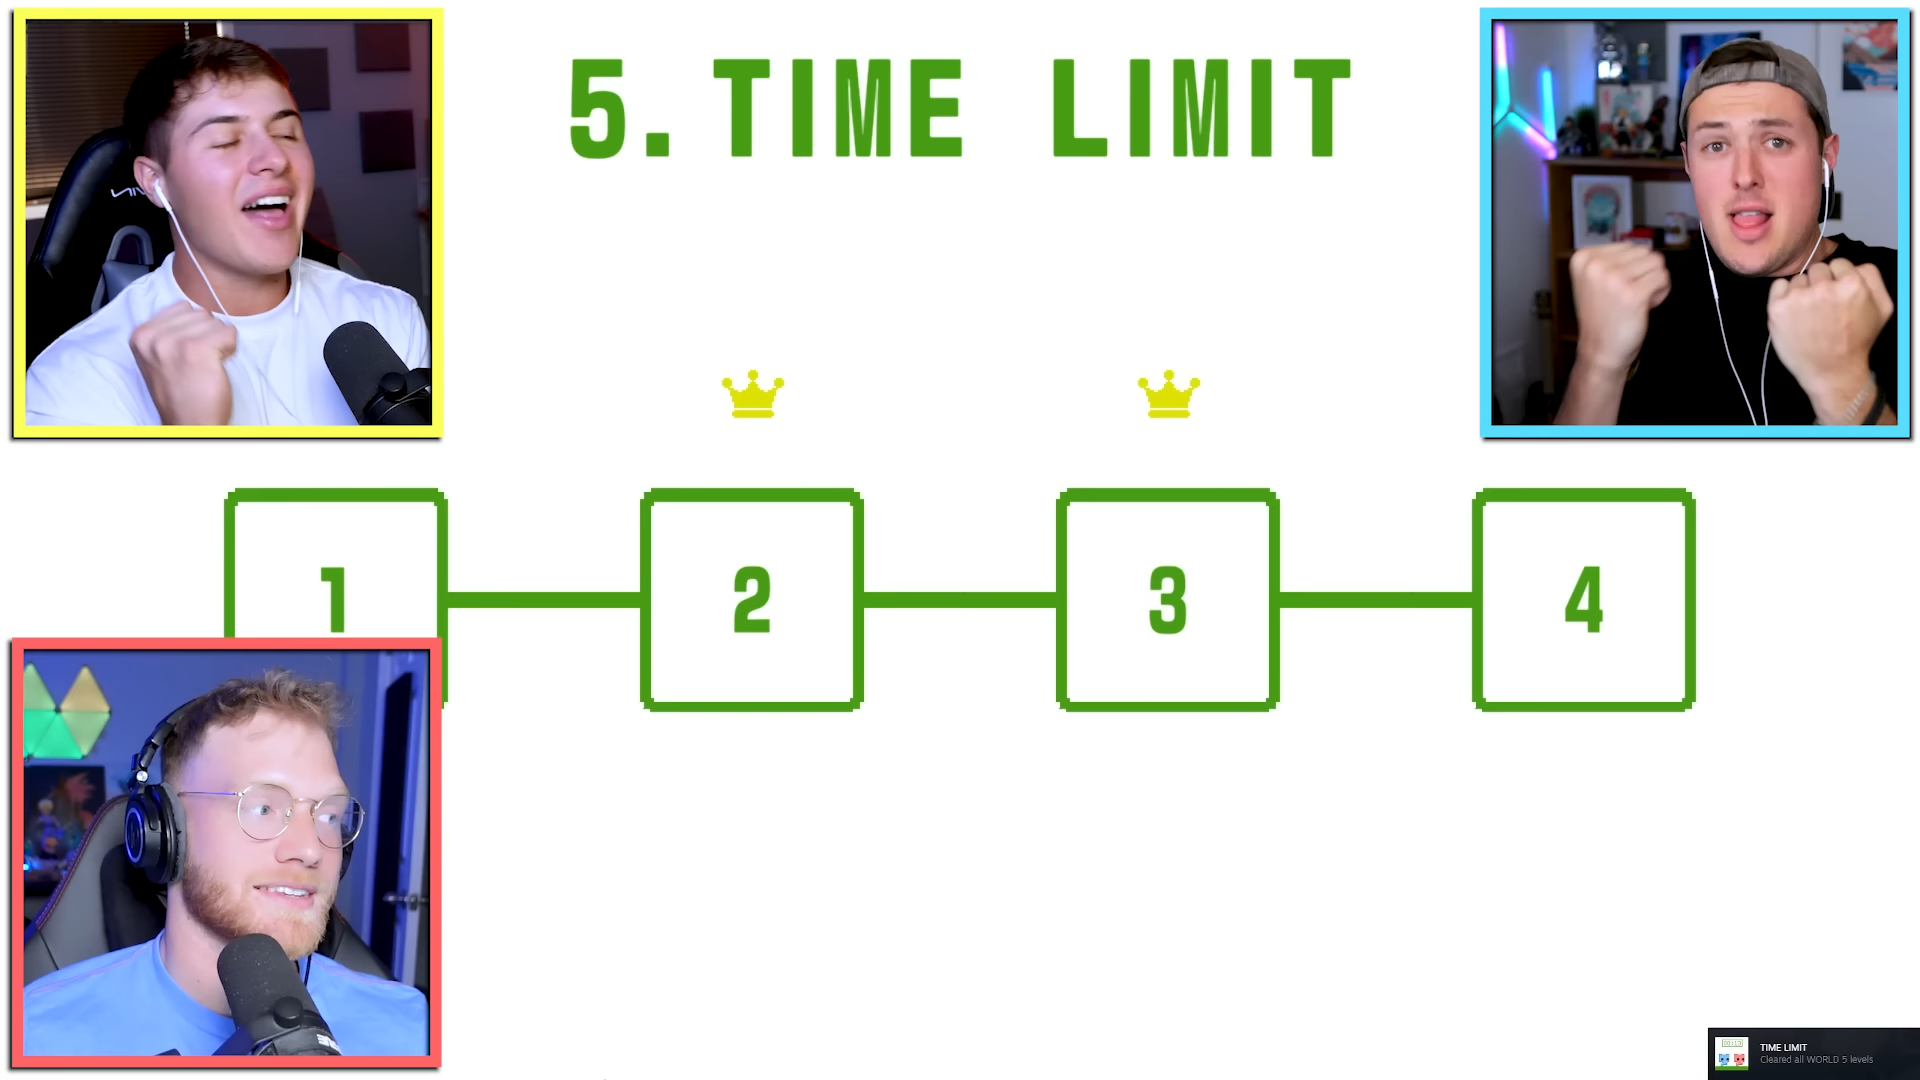 5. TIME LIMIT
1 2 3 4
TIME LIMIT
Cleared all WORLD 5 levels